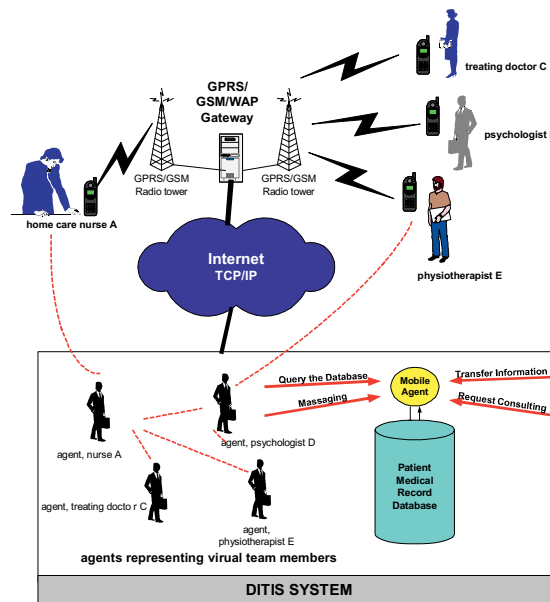 GPRS/
GSM/WAP
Gateway
treating doctor C
psychologist
GPRS/GSM
Radio tower
GPRS/GSM
Radio tower
home care nurse A
physiotherapist E
Internet
TCP/IP
Query the Database
Massaging
Mobile
Agent
Transfer Information
Request Consulting
agent, nurse A
agent, psychologist D
agent, treating docto r C
agent,
physiotherapist E
Patient
Medical
Record
Database
agents representing virual team members
DITIS SYSTEM